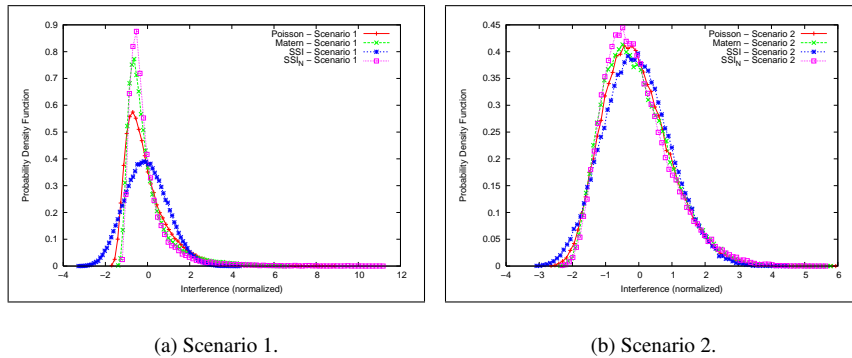 0.9
0.8
0.7
0.6
0.5
0.4
0.3
0.2
0.1
0
Probability Density Function
Poisson − Scenario 1
Matern − Scenario 1
SSI − Scenario 1
SSI_N − Scenario 1
−4 −2 0 2 4 6 8 10 12
Interference (normalized)
(a) Scenario 1.
0.45
0.4
0.35
0.3
0.25
0.2
0.15
0.1
0.05
0
Probability Density Function
Poisson − Scenario 2
Matern − Scenario 2
SSI − Scenario 2
SSI_N − Scenario 2
−4 −3 −2 −1 0 1 2 3 4 5 6
Interference (normalized)
(b) Scenario 2.